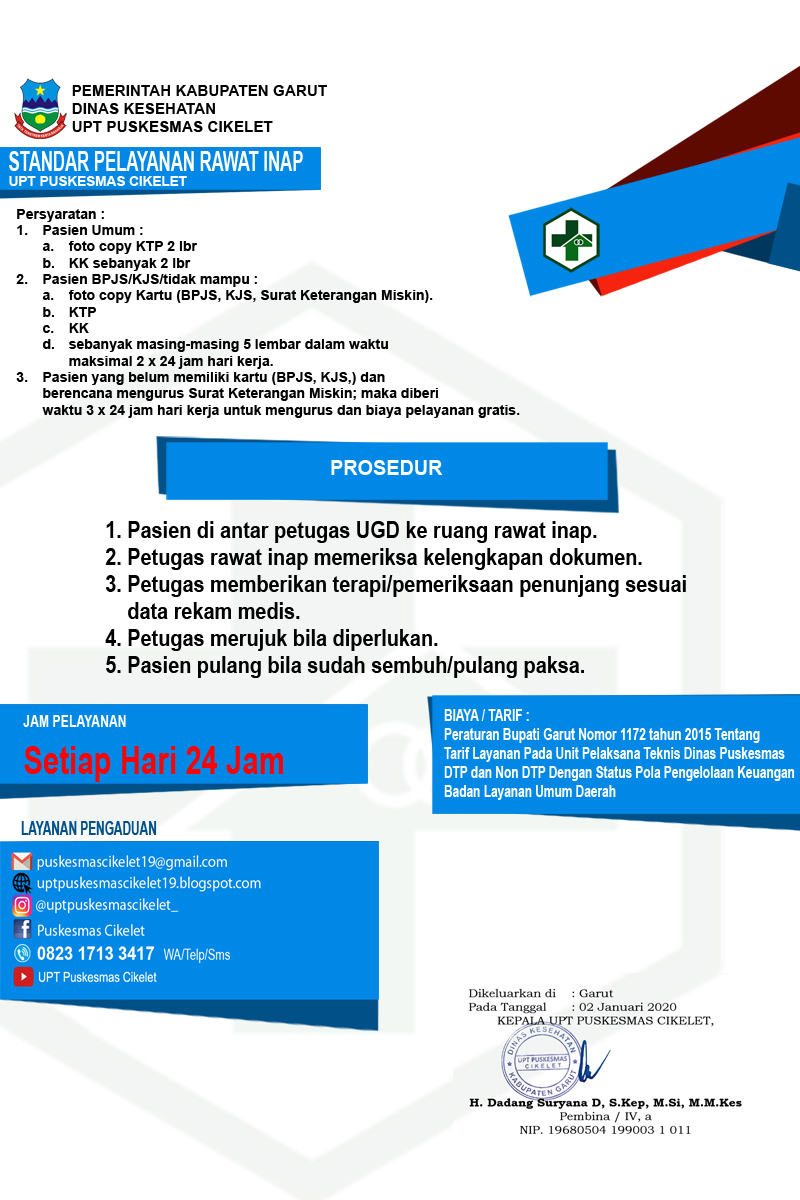 PEMERINTAH KABUPATEN GARUT
DINAS KESEHATAN
UPT PUSKESMAS CIKELET
STANDAR PELAYANAN RAWAT INAP
UPT PUSKESMAS CIKELET
Persyaratan :
1. Pasien Umum :
a. foto copy KTP 2 lbr
b. KK sebanyak 2 lbr
2. Pasien BPJS/KJS/tidak mampu :
a. foto copy Kartu (BPJS, KJS, Surat Keterangan Miskin).
b. KTP
c. KK
d. sebanyak masing-masing 5 lembar dalam waktu
maksimal 2 x 24 jam hari kerja.
3. Pasien yang belum memiliki kartu (BPJS, KJS,) dan
berencana mengurus Surat Keterangan Miskin; maka diberi
waktu 3 x 24 jam hari kerja untuk mengurus dan biaya pelayanan gratis.
PROSEDUR
1. Pasien di antar petugas UGD ke ruang rawat inap.
2. Petugas rawat inap memeriksa kelengkapan dokumen.
3. Petugas memberikan terapi/pemeriksaan penunjang sesuai
data rekam medis.
4. Petugas merujuk bila diperlukan.
5. Pasien pulang bila sudah sembuh/pulang paksa.
JAM PELAYANAN
Setiap Hari 24 Jam
BIAYA / TARIF :
Peraturan Bupati Garut Nomor 1172 tahun 2015 Tentang
Tarif Layanan Pada Unit Pelaksana Teknis Dinas Puskesmas
DTP dan Non DTP Dengan Status Pola Pengelolaan Keuangan
Badan Layanan Umum Daerah
LAYANAN PENGADUAN
puskesmascikelet19@gmail.com
uptpuskesmascikelet19.blogspot.com
@uptpuskesmascikelet_
Puskesmas Cikelet
0823 1713 3417 WA/Telp/Sms
UPT Puskesmas Cikelet
Dikeluarkan di : Garut
Pada Tanggal : 02 Januari 2020
KEPALA UPT PUSKESMAS CIKELET,
DINAS KESEHATAN
UPT PUSKESMAS
CIKELET
KABUPATEN GARUT
H. Dadang Suryana D, S.Kep, M.Si, M.M.Kes
Pembina / IV, a
NIP. 19680504 199003 1 011